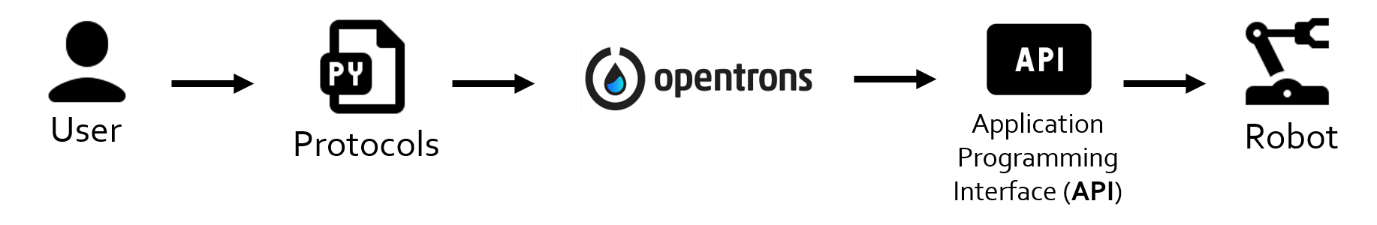 User
PY
Protocols
opentrons
API
Application
Programming
Interface (API)
Robot